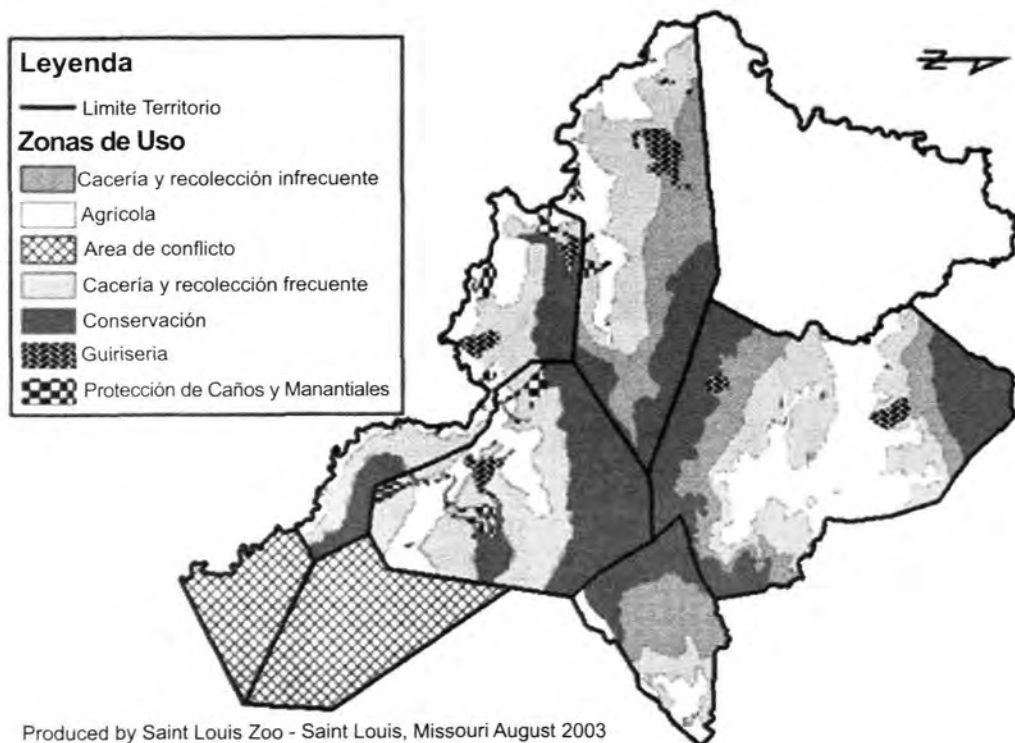 Leyenda
Limite Territorio
Zonas de Uso
Cacería y recolección infrecuente
Agricola
Area de conflicto
Cacería y recolección frecuente
Conservación
Guiriseria
Protección de Caños y Manantiales
Z
Produced by Saint Louis Zoo - Saint Louis, Missouri August 2003